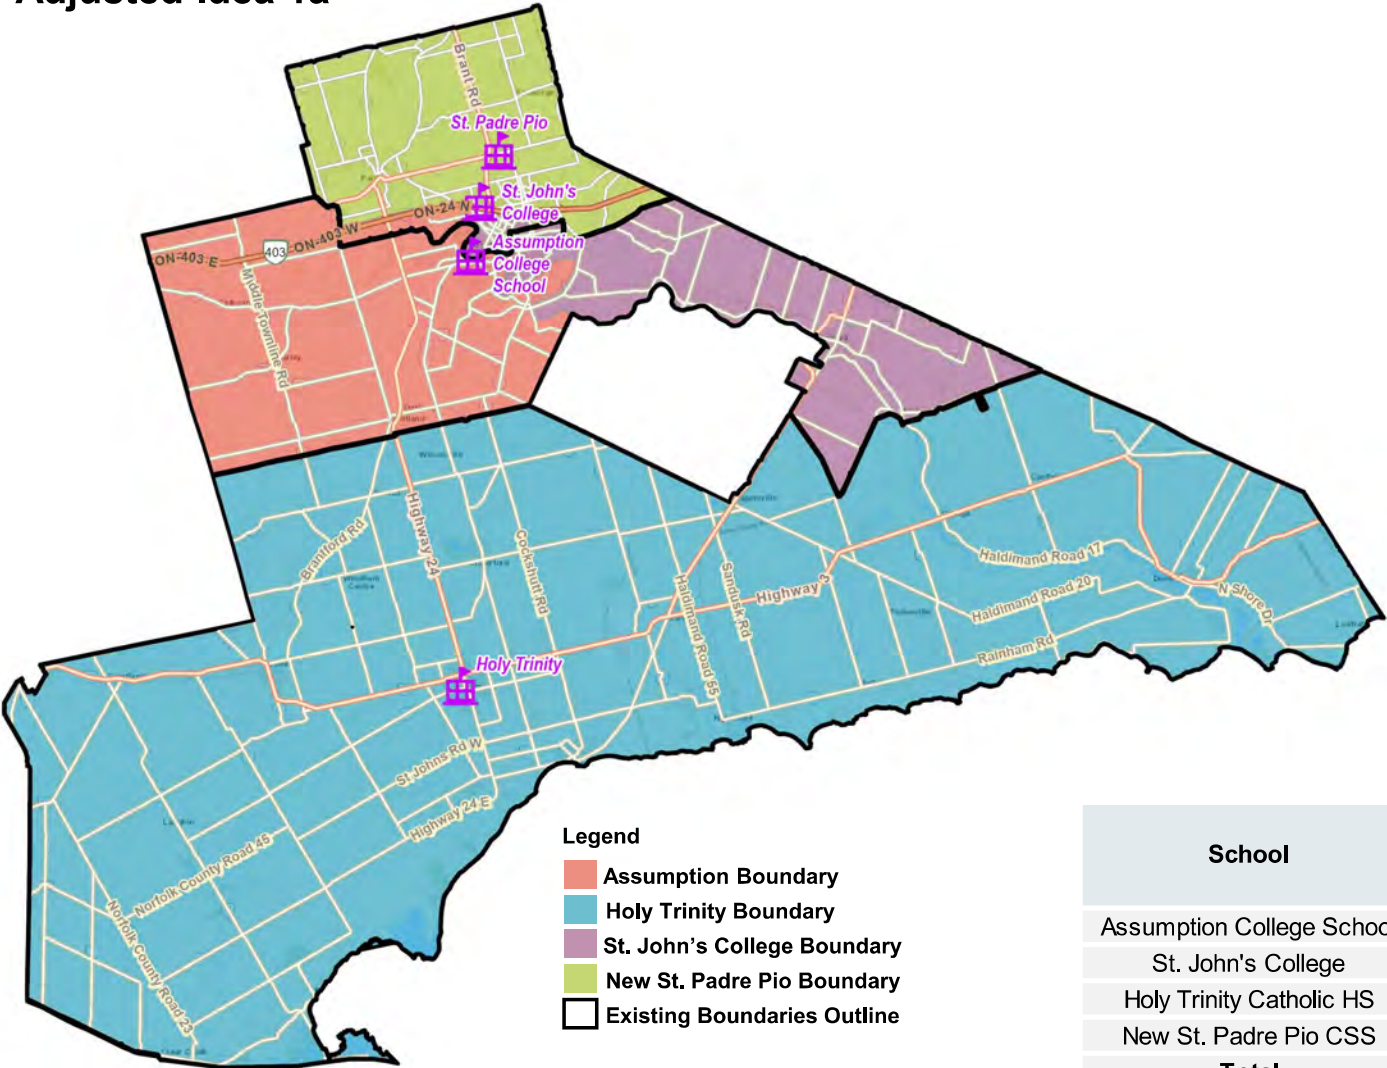 Brant Rd
St. Padre Pio
St. John's
College
ON-24 W
ON-403 W
403
ON-403 E
Assumption
College
School
Middle Townline Rd
Brantford Rd
Highway 24
Cockshutt Rd
Haldimand Road 55
Sandusk Rd
Highway 3
Haldimand Road 17
Haldimand Road 20
Rainham Rd
N Shore Dr
Holy Trinity
St Johns Rd W
Highway 24 E
Norfolk County Road 45
Norfolk County Road 23
Legend
Assumption Boundary
Holy Trinity Boundary
St. John's College Boundary
New St. Padre Pio Boundary
Existing Boundaries Outline
School
Assumption College Schoo
St. John's College
Holy Trinity Catholic HS
New St. Padre Pio CSS
Total